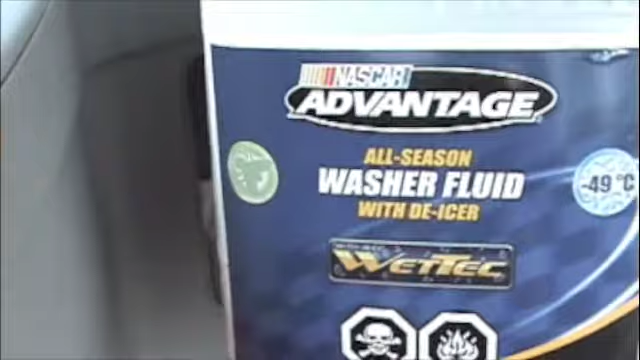 NASCAR
ADVANTAGE
ALL-SEASON
WASHER FLUID
-49 °C
WITH DE-ICER
WETTEC